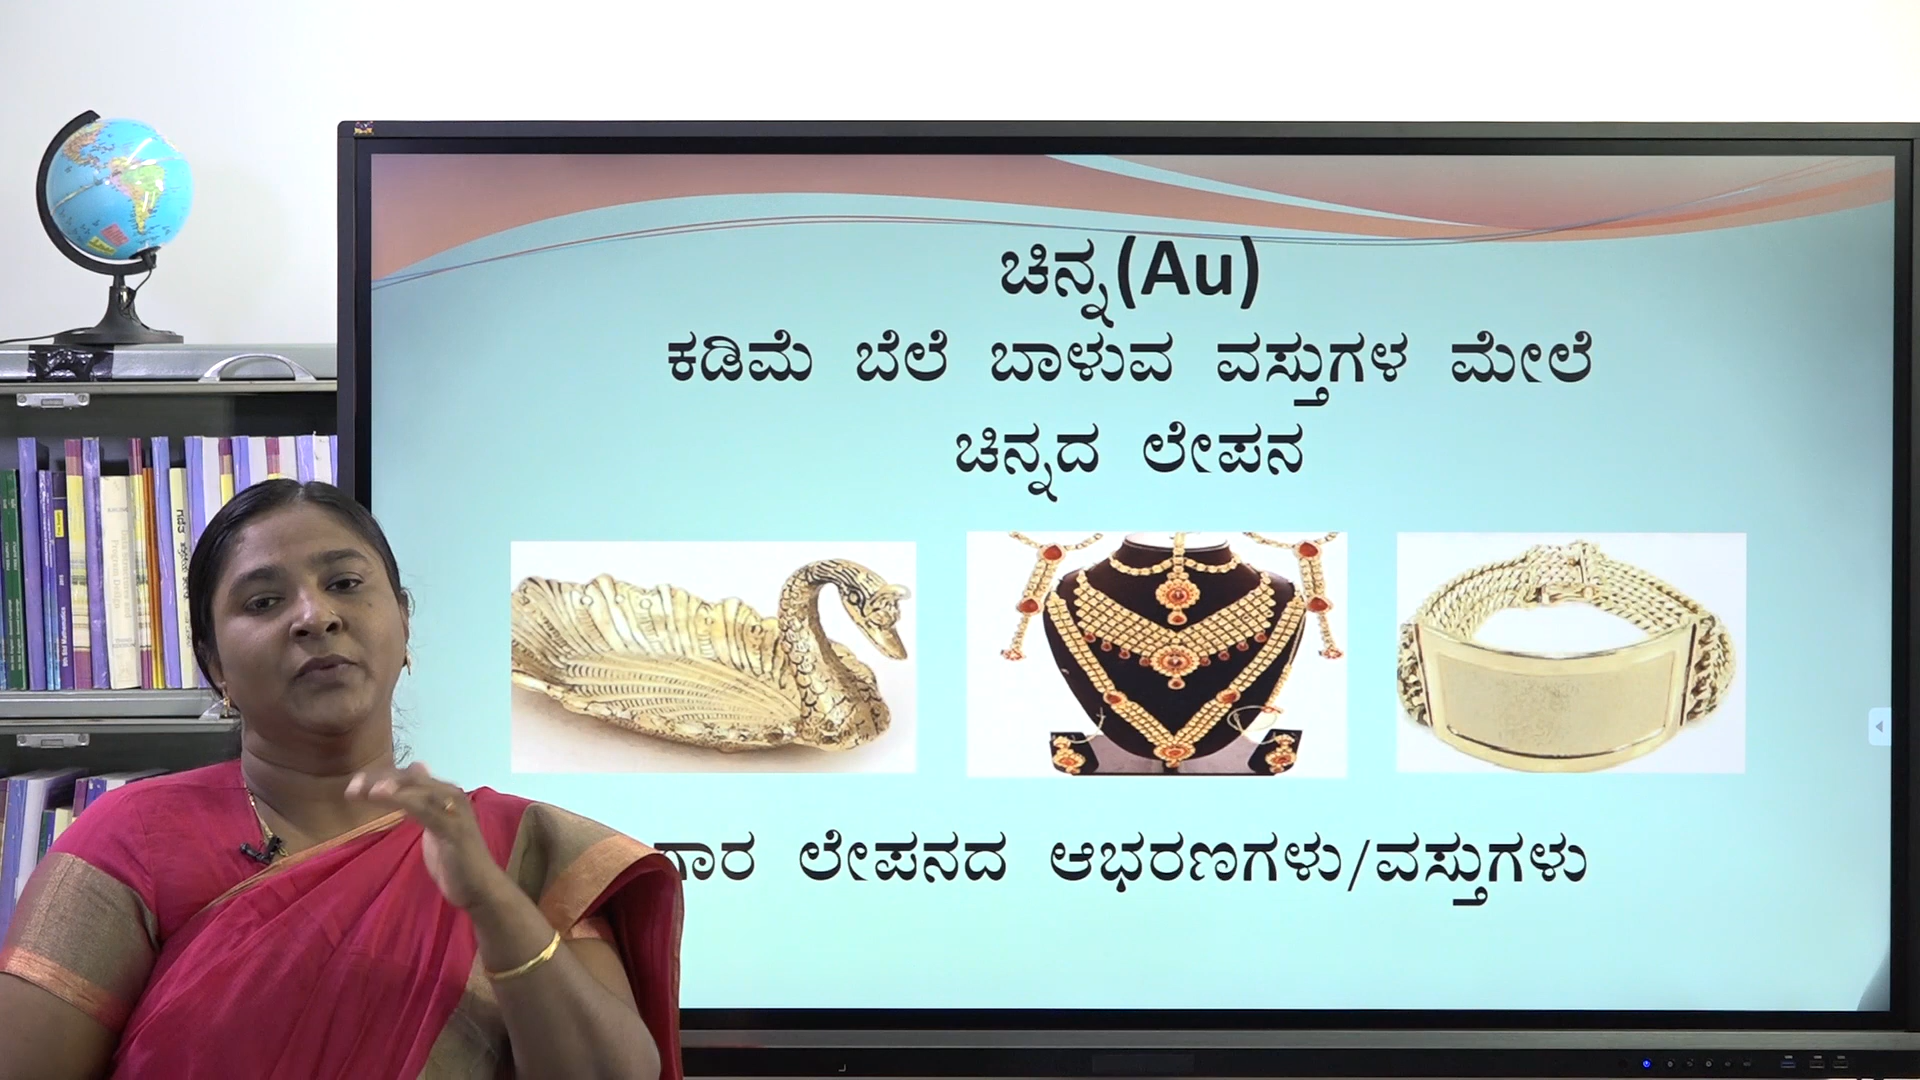 ಚಿನ್ನ(Au)
ಕಡಿಮೆ ಬೆಲೆ ಬಾಳುವ ವಸ್ತುಗಳ ಮೇಲೆ
ಚಿನ್ನದ ಲೇಪನ
ಲೇಪನದ ಆಭರಣಗಳು/ವಸ್ತುಗಳು